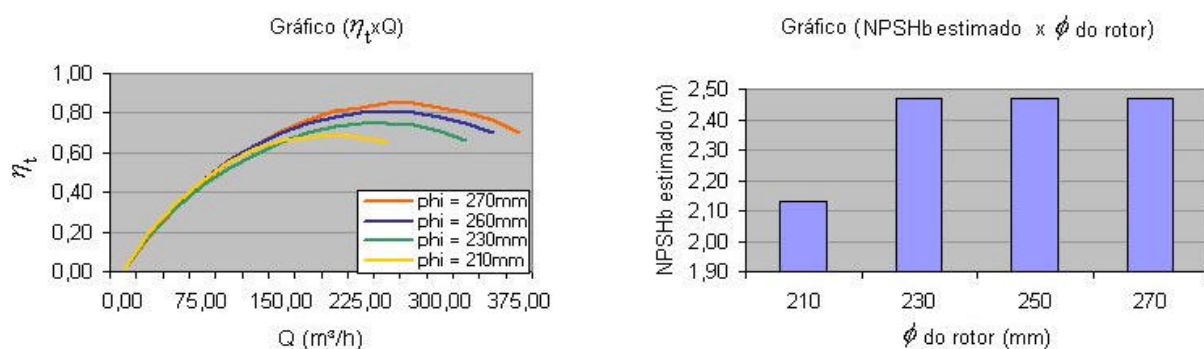 Gráfico (ηₜxQ)
1,00
0,80
0,60
0,40
0,20
0,00
ηₜ
phi = 270mm
phi = 260mm
phi = 230mm
phi = 210mm
0,00 75,00 150,00 225,00 300,00 375,00
Q (m³/h)
Gráfico (NPSHb estimado x ϕ do rotor)
NPSHb estimado (m)
2,50
2,40
2,30
2,20
2,10
2,00
1,90
210 230 250 270
ϕ do rotor (mm)